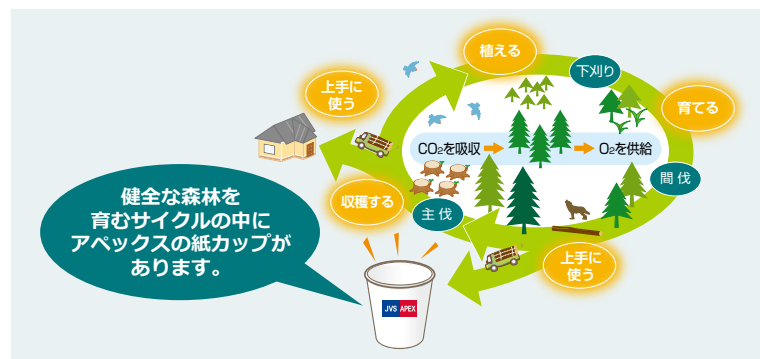 植える
下刈り
上手に
使う
育てる
CO₂を吸収
O₂を供給
間伐
収穫する
主伐
健全な森林を
育むサイクルの中に
アペックスの紙カップが
あります。
上手に
使う
JVS APEX